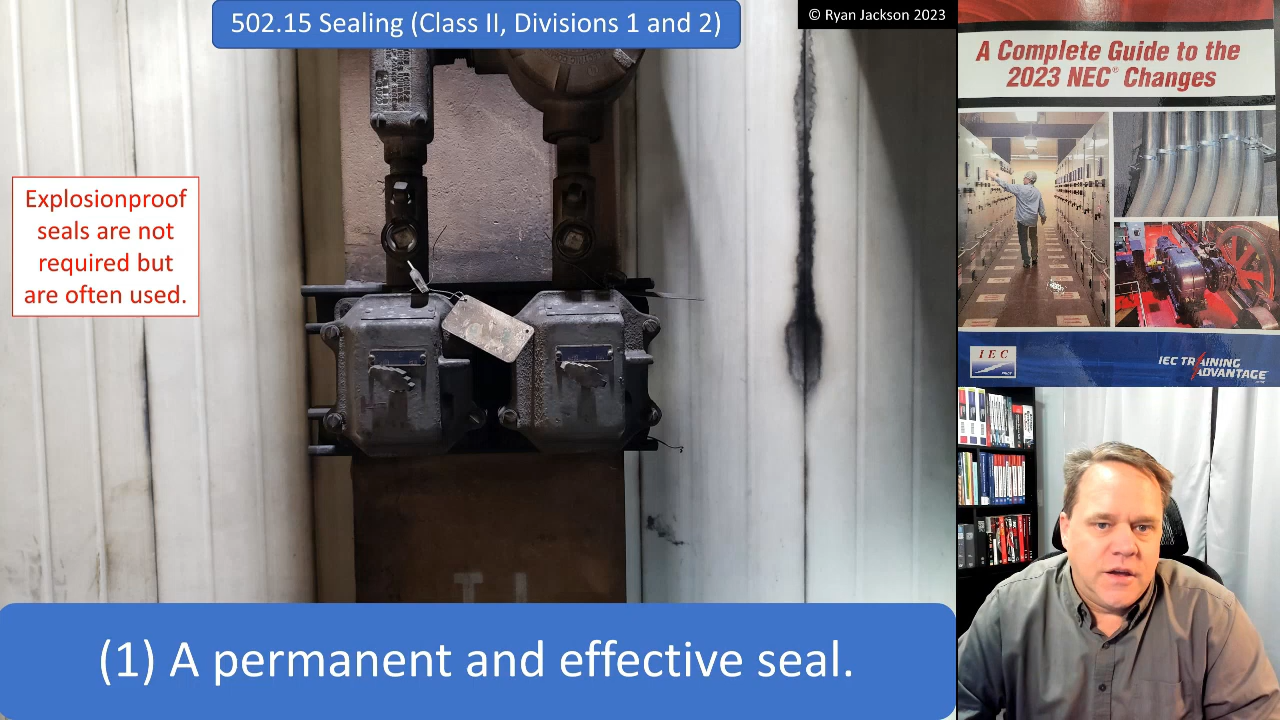 502.15 Sealing (Class II, Divisions 1 and 2)
© Ryan Jackson 2023
Explosionproof
seals are not
required but
are often used.
(1) A permanent and effective seal.
A Complete Guide to the
2023 NEC® Changes
IEC
IEC TRAINING
ADVANTAGE